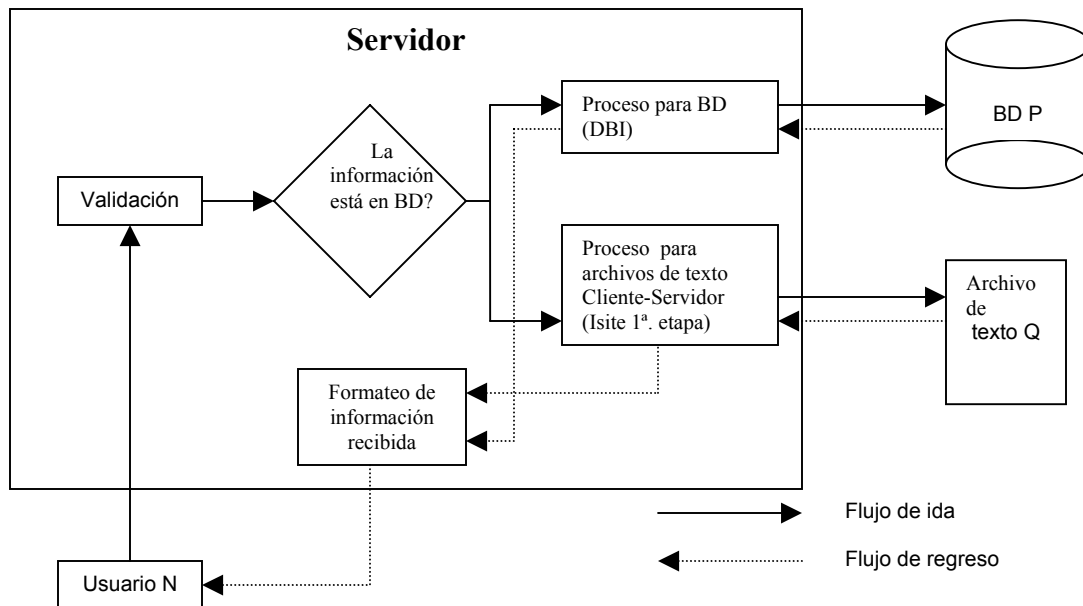 Servidor
Proceso para BD
(DBI)
BD P
La
información
está en BD?
Validación
Proceso para
archivos de texto
Cliente-Servidor
(Isite 1ª. etapa)
Archivo
de
texto Q
Formateo de
información
recibida
Flujo de ida
Flujo de regreso
Usuario N